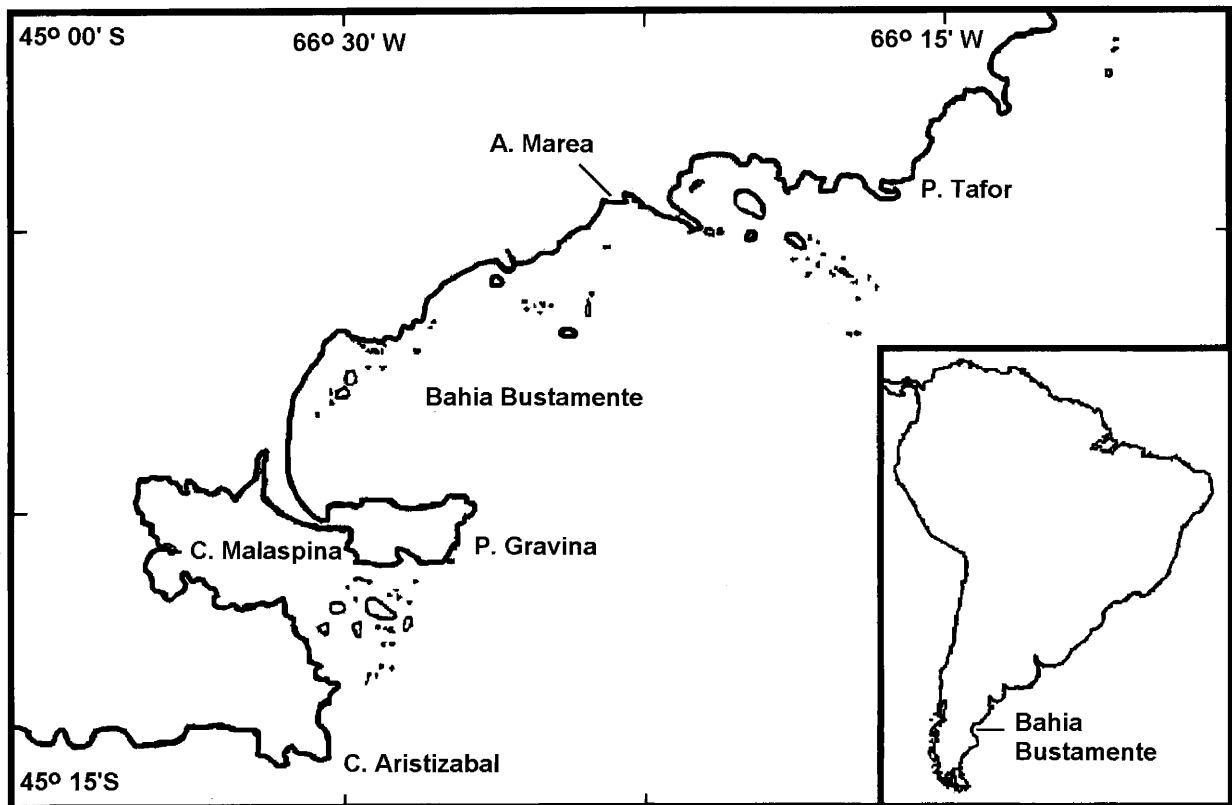 45º 00' S
66º 30' W
66º 15' W
A. Marea
P. Tafor
Bahia Bustamente
C. Malaspina
P. Gravina
Bahia
Bustamente
C. Aristizabal
45º 15'S